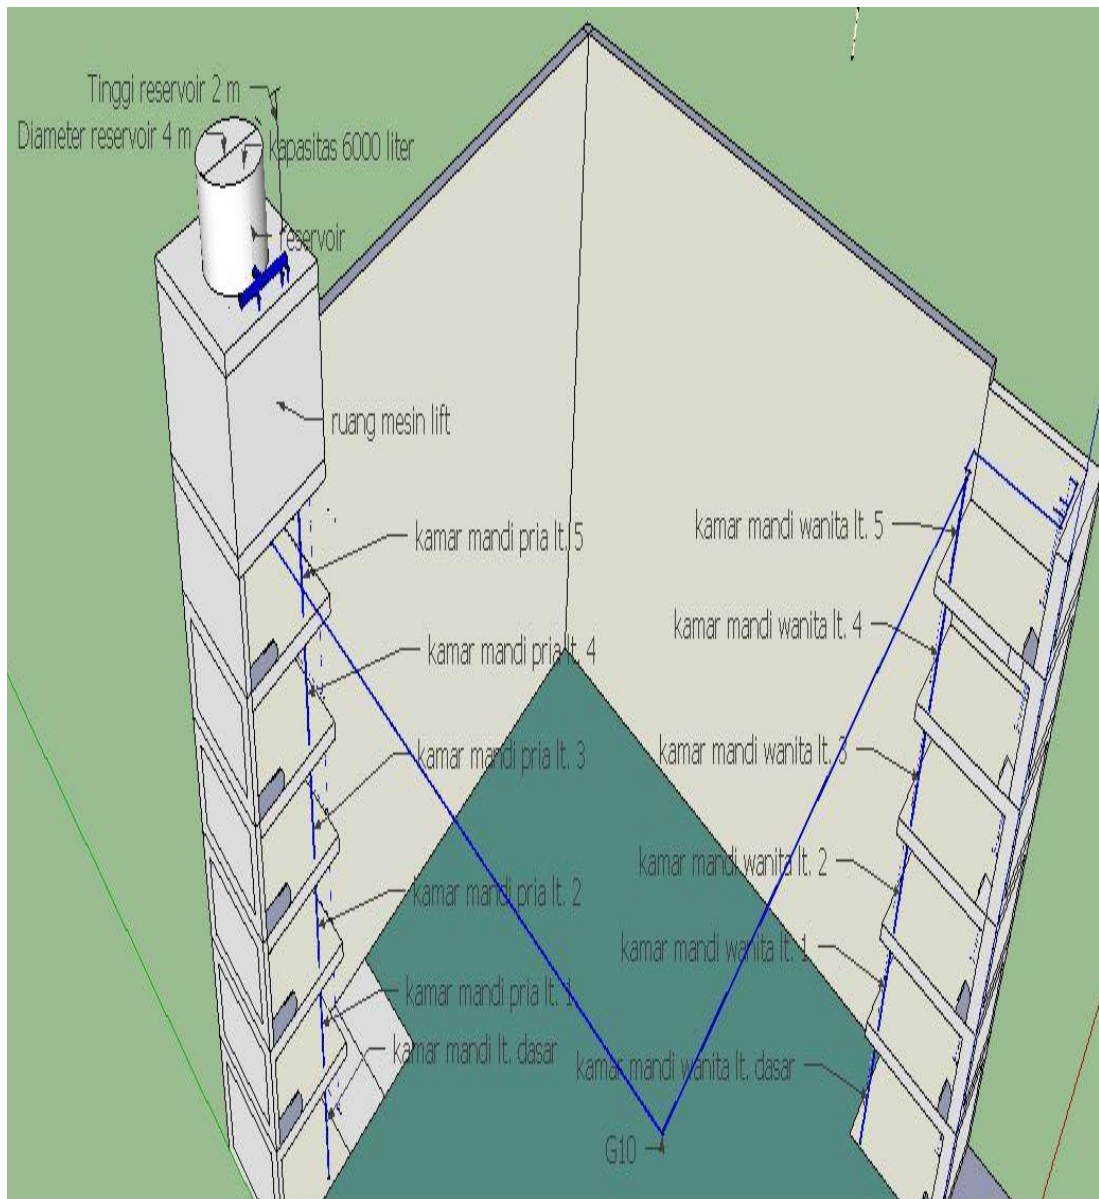 Tinggi reservoir 2 m
Diameter reservoir 4 m
kapasitas 6000 liter
reservoir
ruang mesin lift
kamar mandi pria lt. 5
kamar mandi wanita lt. 5
kamar mandi pria lt. 4
kamar mandi wanita lt. 4
kamar mandi pria lt. 3
kamar mandi wanita lt. 3
kamar mandi pria lt. 2
kamar mandi wanita lt. 2
kamar mandi pria lt. 1
kamar mandi wanita lt. 1
kamar mandi lt. dasar
kamar mandi wanita lt. dasar
G10